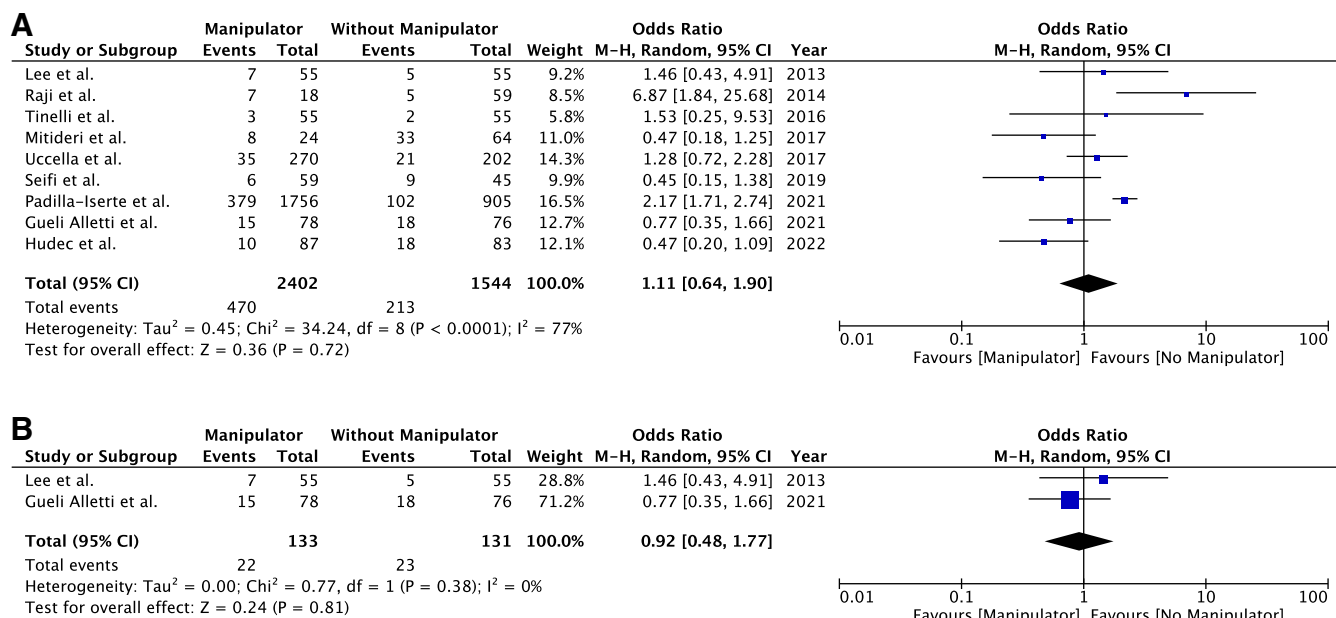 A
Manipulator Without Manipulator Odds Ratio Odds Ratio
Study or Subgroup Events Total Events Total Weight M-H, Random, 95% CI Year M-H, Random, 95% CI
Lee et al. 7 55 5 55 9.2% 1.46 [0.43, 4.91] 2013
Raji et al. 7 18 5 59 8.5% 6.87 [1.84, 25.68] 2014
Tinelli et al. 3 55 2 55 5.8% 1.53 [0.25, 9.53] 2016
Mitideri et al. 8 24 33 64 11.0% 0.47 [0.18, 1.25] 2017
Uccella et al. 35 270 21 202 14.3% 1.28 [0.72, 2.28] 2017
Seifi et al. 6 59 9 45 9.9% 0.45 [0.15, 1.38] 2019
Padilla-Iserte et al. 379 1756 102 905 16.5% 2.17 [1.71, 2.74] 2021
Gueli Alletti et al. 15 78 18 76 12.7% 0.77 [0.35, 1.66] 2021
Hudec et al. 10 87 18 83 12.1% 0.47 [0.20, 1.09] 2022
Total (95% CI) 2402 1544 100.0% 1.11 [0.64, 1.90]
Total events 470 213
Heterogeneity: Tau² = 0.45; Chi² = 34.24, df = 8 (P < 0.0001); I² = 77%
Test for overall effect: Z = 0.36 (P = 0.72)
0.01 0.1 1 10 100
Favours [Manipulator] Favours [No Manipulator]
B
Manipulator Without Manipulator Odds Ratio Odds Ratio
Study or Subgroup Events Total Events Total Weight M-H, Random, 95% CI Year M-H, Random, 95% CI
Lee et al. 7 55 5 55 28.8% 1.46 [0.43, 4.91] 2013
Gueli Alletti et al. 15 78 18 76 71.2% 0.77 [0.35, 1.66] 2021
Total (95% CI) 133 131 100.0% 0.92 [0.48, 1.77]
Total events 22 23
Heterogeneity: Tau² = 0.00; Chi² = 0.77, df = 1 (P = 0.38); I² = 0%
Test for overall effect: Z = 0.24 (P = 0.81)
0.01 0.1 1 10 100
Favours [Manipulator] Favours [No Manipulator]